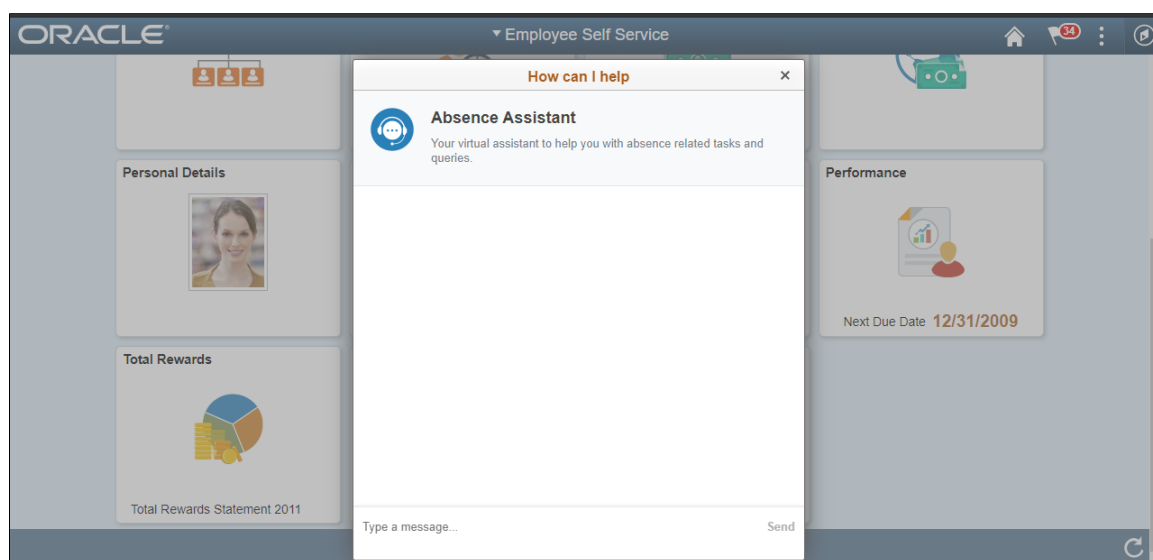 ORACLE
Employee Self Service
34
How can I help
Absence Assistant
Your virtual assistant to help you with absence related tasks and
queries.
Personal Details
Performance
Next Due Date 12/31/2009
Total Rewards
Total Rewards Statement 2011
Type a message...
Send